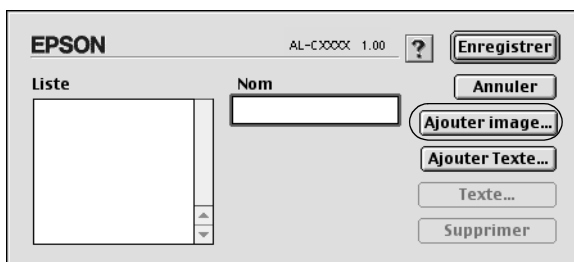 EPSON
AL-CXXXX 1.00
?
Enregistrer
Liste
Nom
Annuler
Ajouter image...
Ajouter Texte...
Texte...
Supprimer